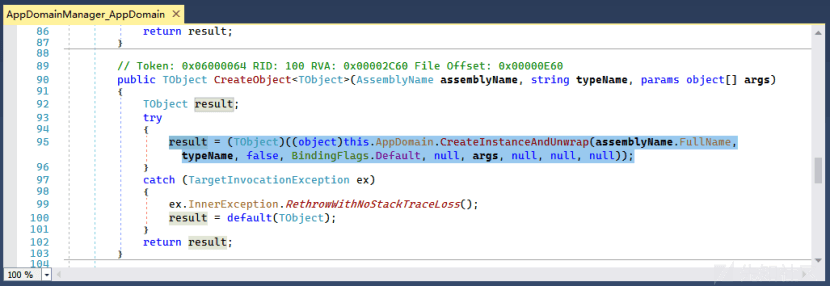 AppDomainManager_AppDomain ×
86 return result;
87 }
88
89 // Token: 0x06000064 RID: 100 RVA: 0x00002C60 File Offset: 0x00000E60
90 public TObject CreateObject<TObject>(AssemblyName assemblyName, string typeName, params object[] args)
91 {
92 TObject result;
93 try
94 {
95 result = (TObject)((object)this.AppDomain.CreateInstanceAndUnwrap(assemblyName.FullName,
typeName, false, BindingFlags.Default, null, args, null, null, null));
96 }
97 catch (TargetInvocationException ex)
98 {
99 ex.InnerException.RethrowWithNoStackTraceLoss();
100 result = default(TObject);
101 }
102 return result;
103 }
104
100 %